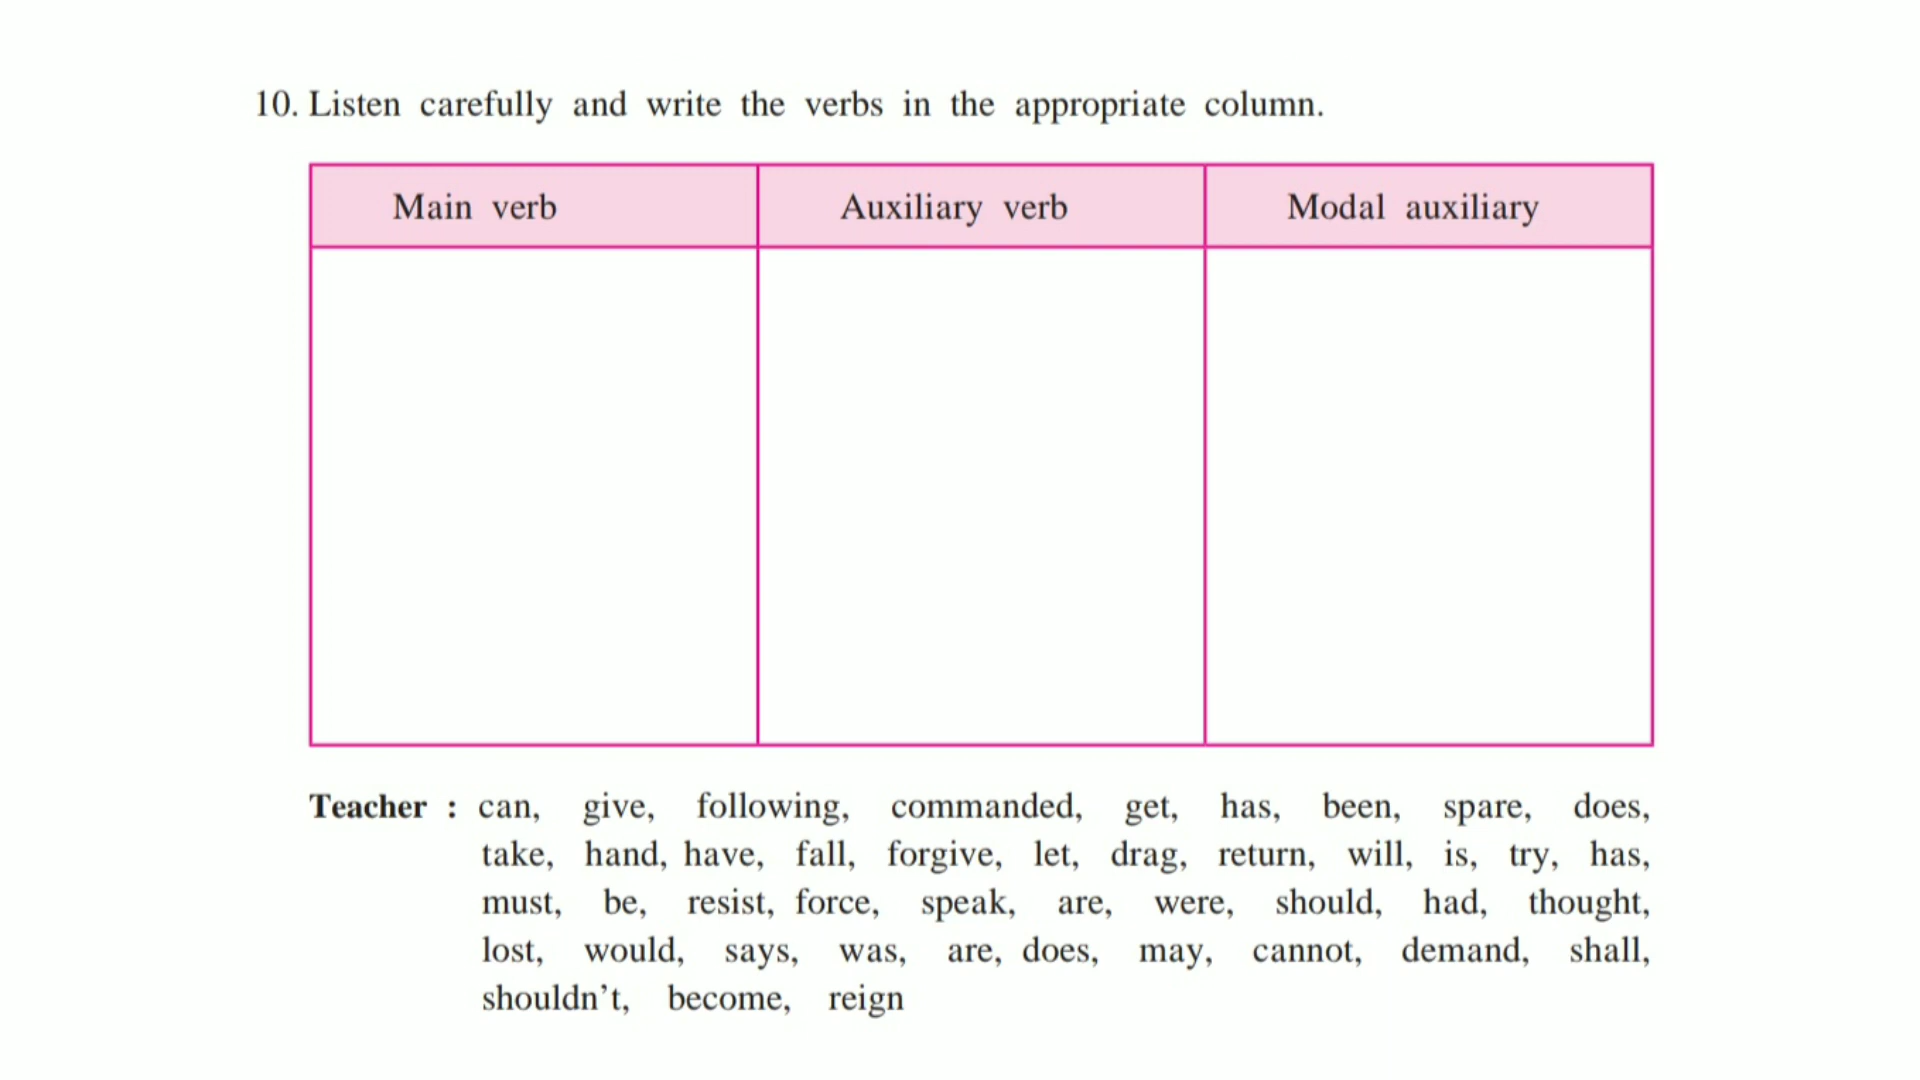 10. Listen carefully and write the verbs in the appropriate column.
Main verb Auxiliary verb Modal auxiliary
Teacher : can, give, following, commanded, get, has, been, spare, does,
take, hand, have, fall, forgive, let, drag, return, will, is, try, has,
must, be, resist, force, speak, are, were, should, had, thought,
lost, would, says, was, are, does, may, cannot, demand, shall,
shouldn’t, become, reign